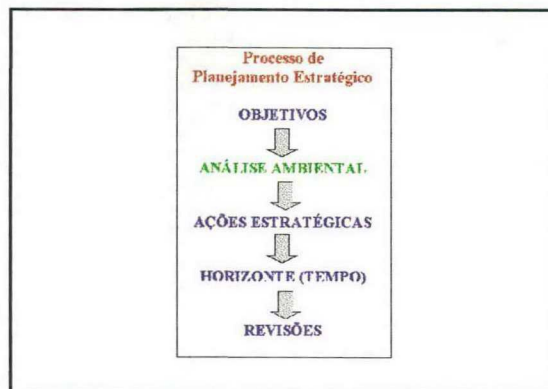 Processo de
Planejamento Estratégico
OBJETIVOS
ANÁLISE AMBIENTAL
AÇÕES ESTRATÉGICAS
HORIZONTE (TEMPO)
REVISÕES